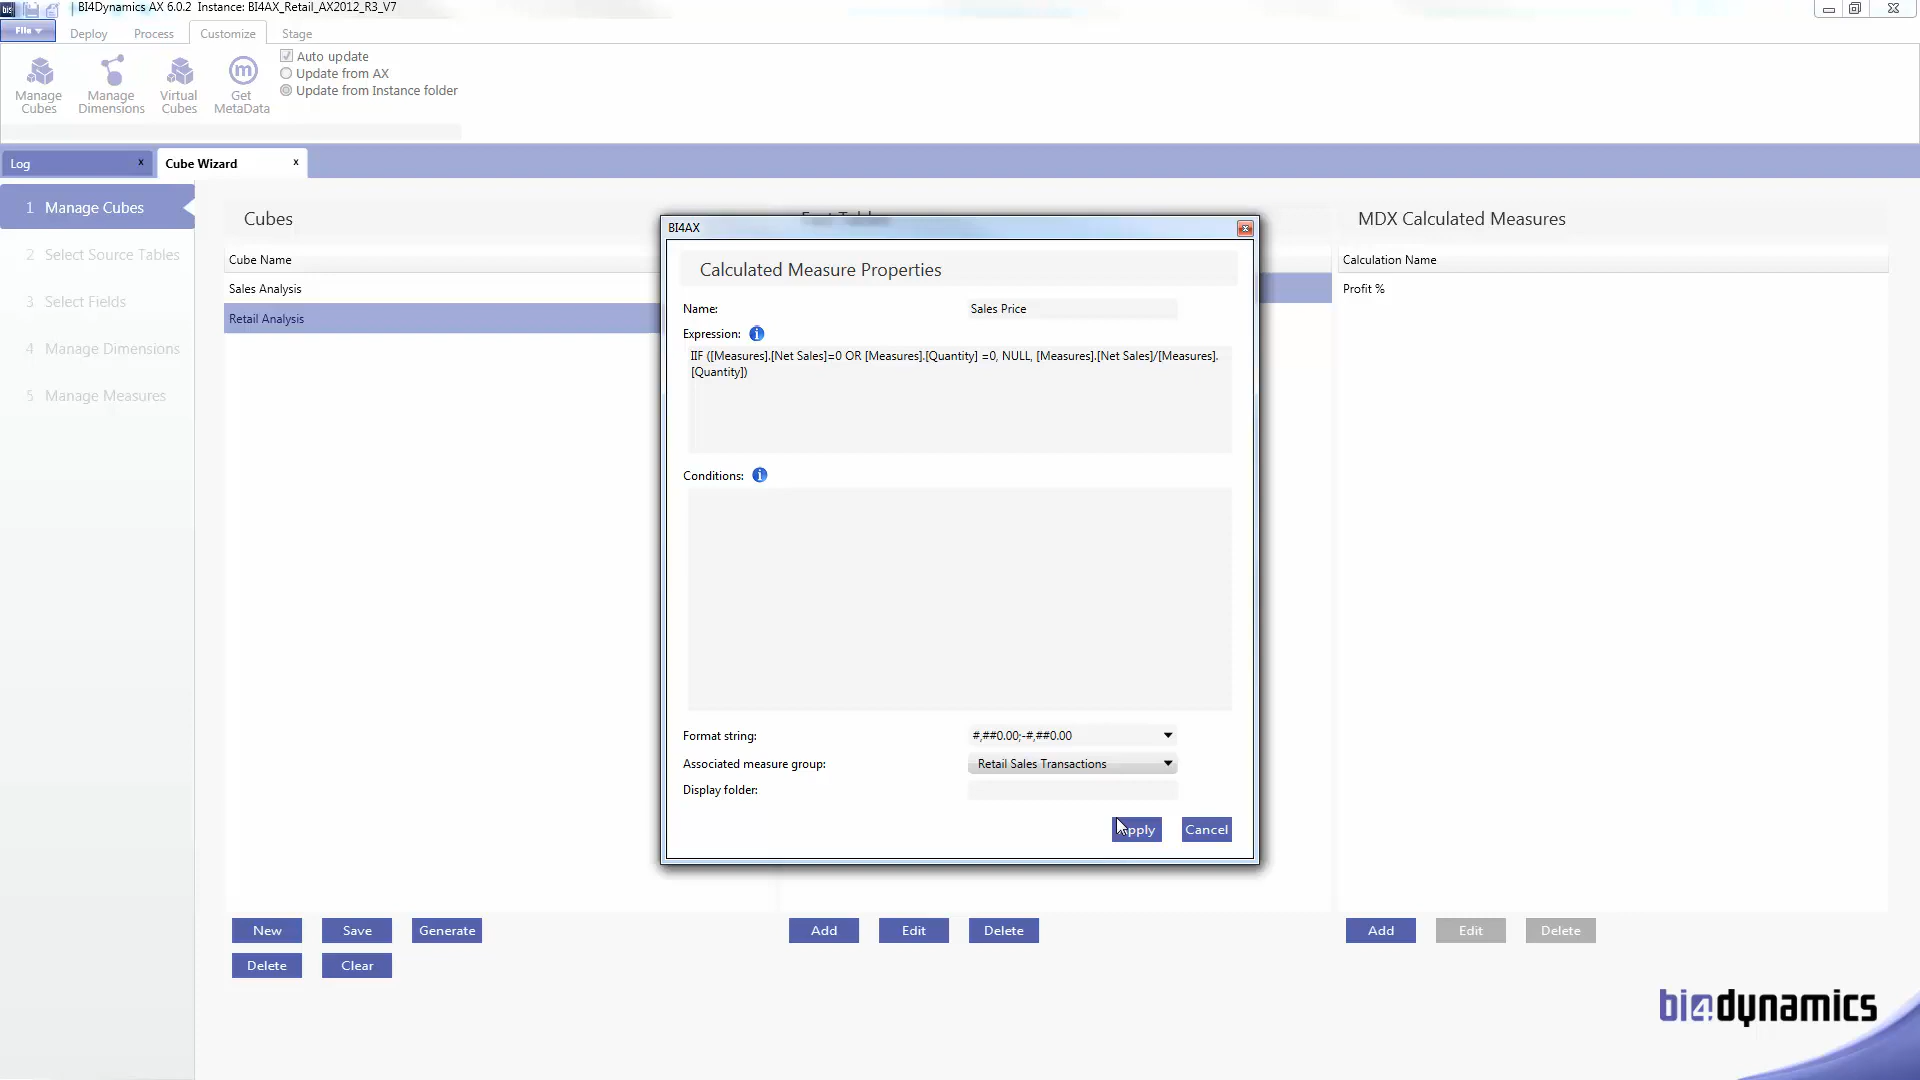 bi4 BI4Dynamics AX 6.0.2 Instance: BI4AX_Retail_AX2012_R3_V7
File Deploy Process Customize Stage
Manage Cubes
Manage Dimensions
Virtual Cubes
Get MetaData
Auto update
Update from AX
Update from Instance folder
Log x
Cube Wizard x
1 Manage Cubes
2 Select Source Tables
3 Select Fields
4 Manage Dimensions
5 Manage Measures
Cubes
Cube Name
Sales Analysis
Retail Analysis
New Save Generate
Delete Clear
BI4AX
Calculated Measure Properties
Name: Sales Price
Expression:
IIF ([Measures].[Net Sales]=0 OR [Measures].[Quantity] =0, NULL, [Measures].[Net Sales]/[Measures].
[Quantity])
Conditions:
Format string: #,##0.00;-#,##0.00
Associated measure group: Retail Sales Transactions
Display folder:
Apply Cancel
Add Edit Delete
MDX Calculated Measures
Calculation Name
Profit %
Add Edit Delete
bi4dynamics